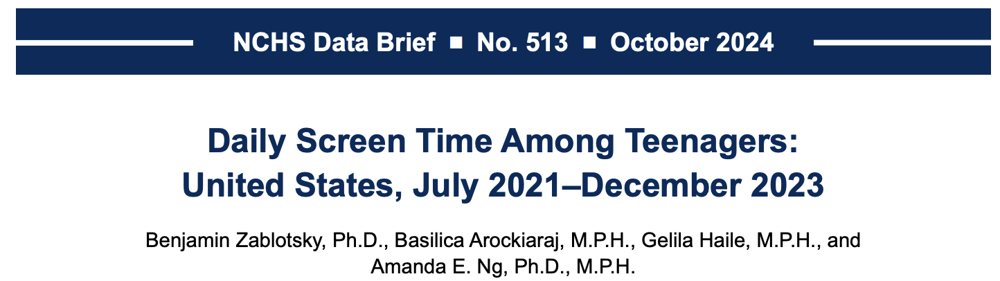 NCHS Data Brief ■ No. 513 ■ October 2024
Daily Screen Time Among Teenagers:
United States, July 2021–December 2023
Benjamin Zablotsky, Ph.D., Basilica Arockiaraj, M.P.H., Gelila Haile, M.P.H., and
Amanda E. Ng, Ph.D., M.P.H.